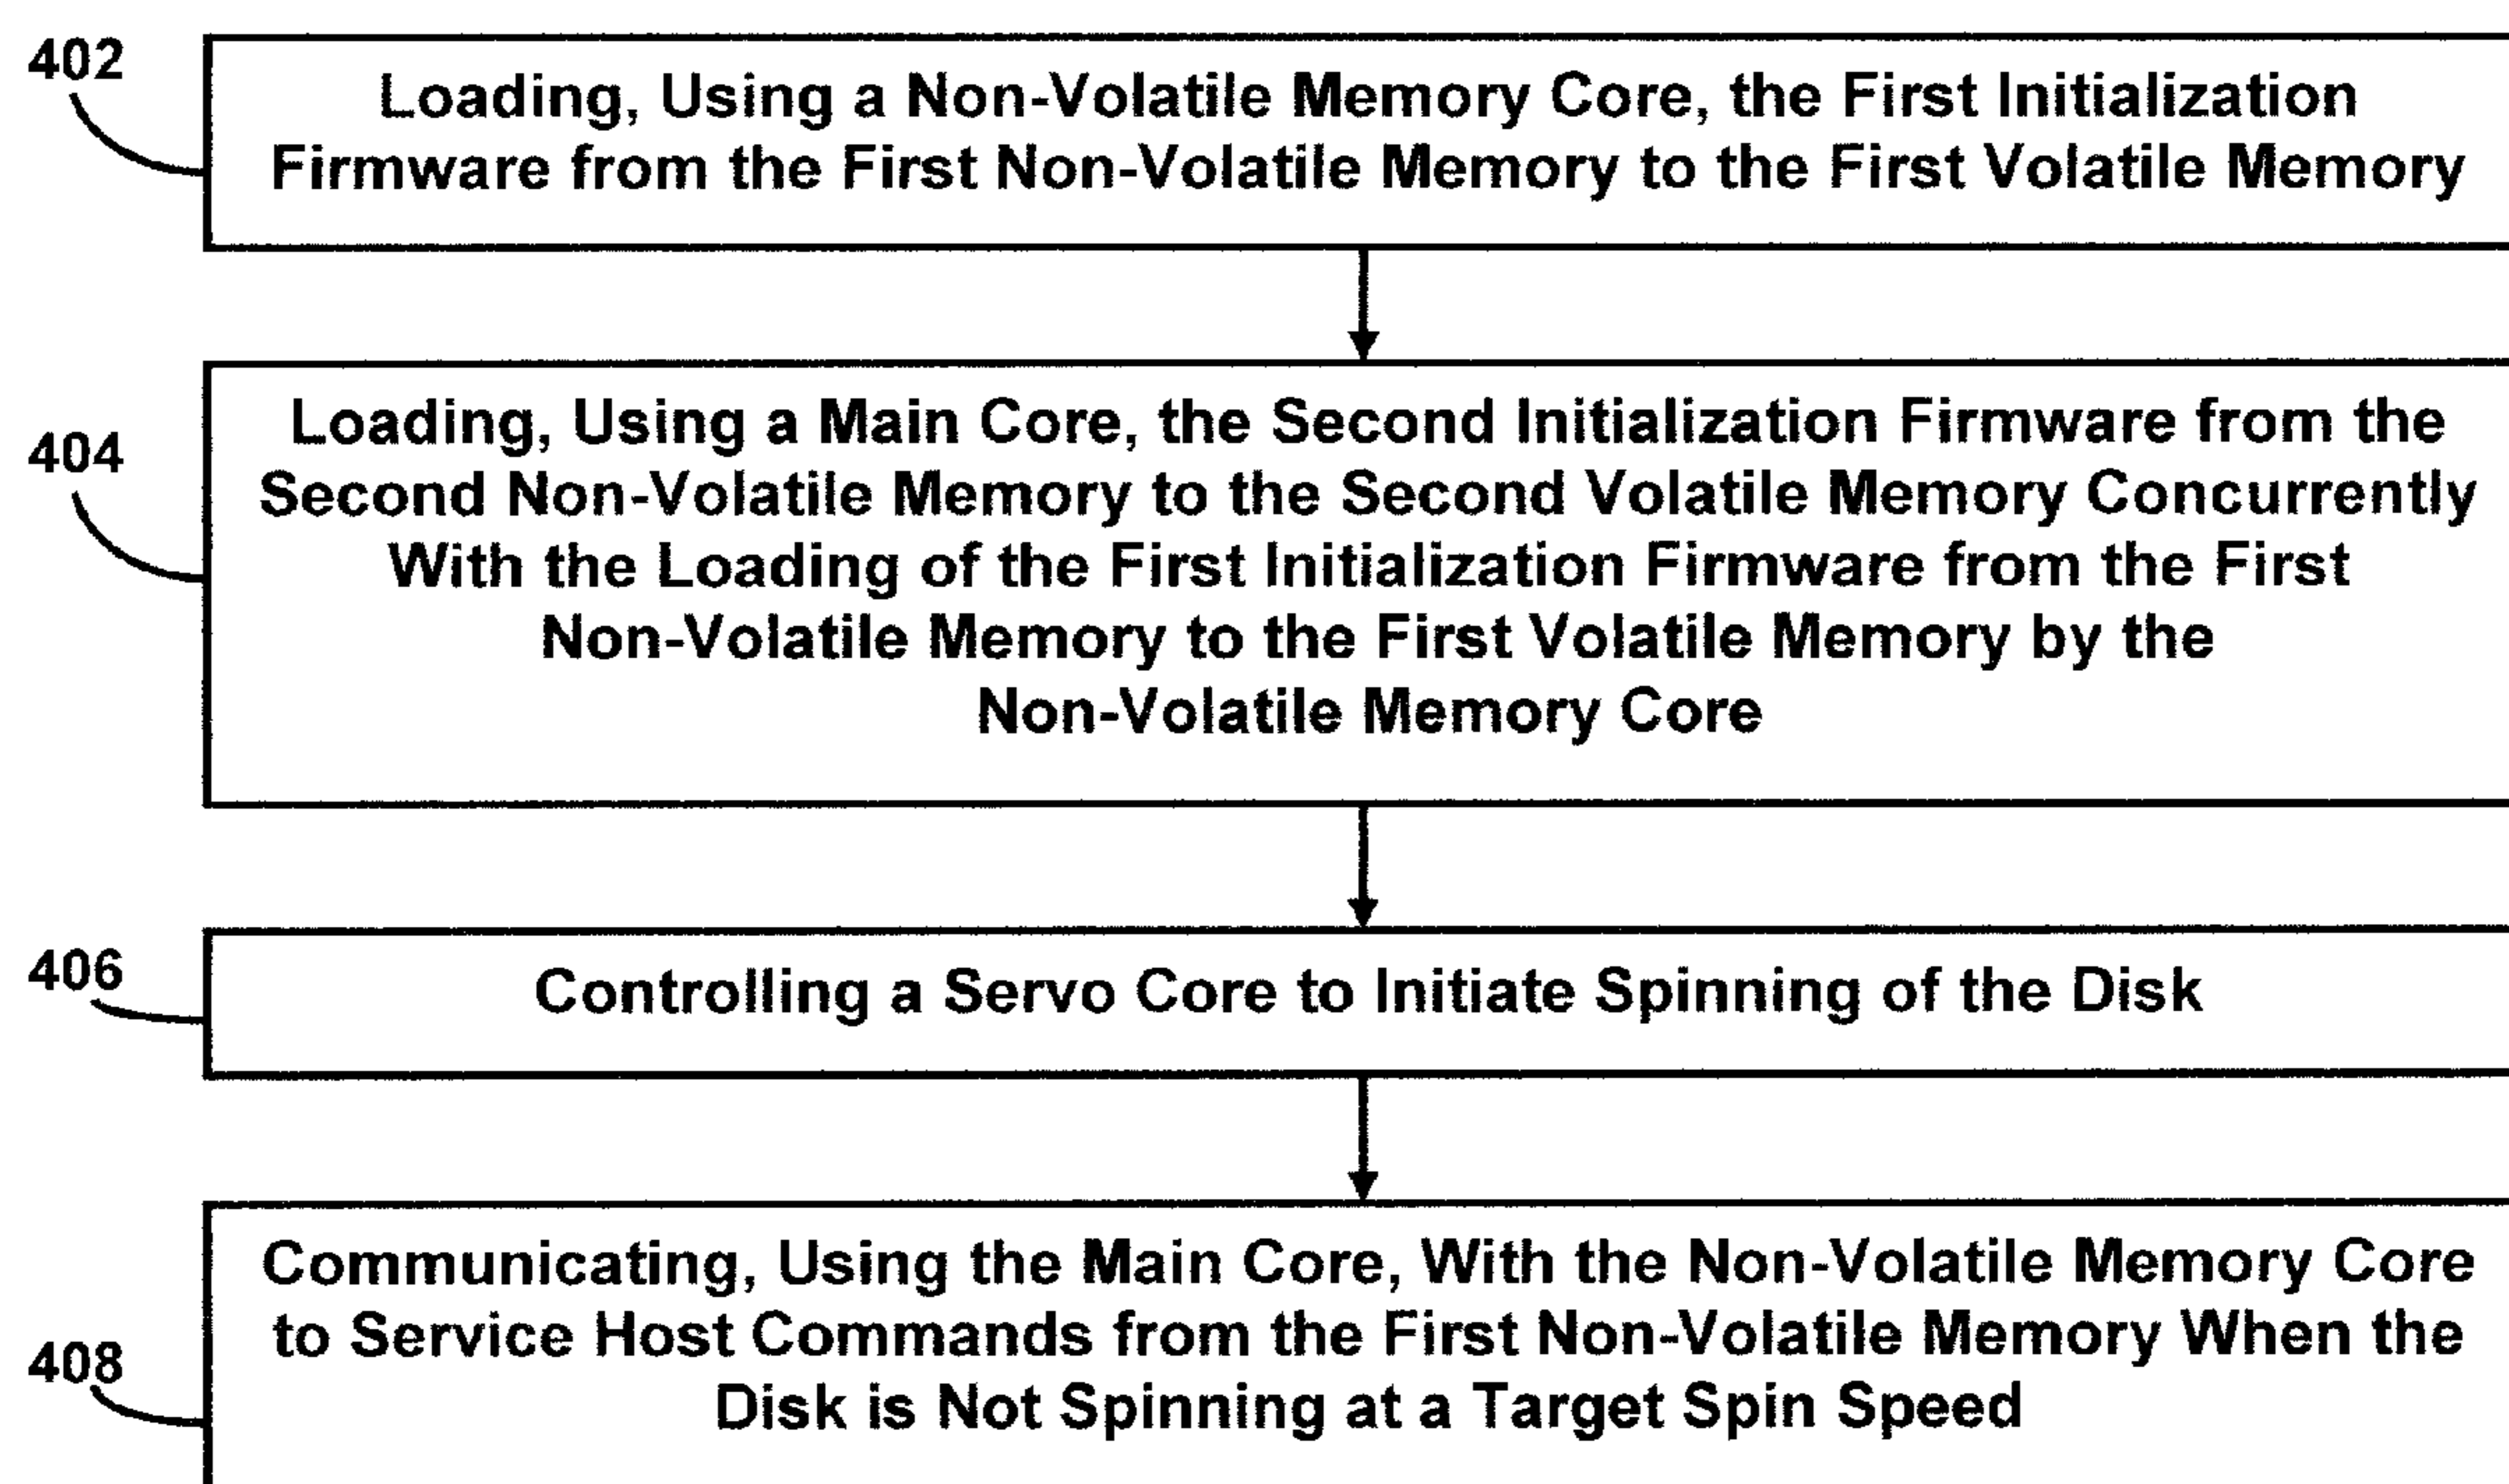 402
Loading, Using a Non-Volatile Memory Core, the First Initialization
Firmware from the First Non-Volatile Memory to the First Volatile Memory
404
Loading, Using a Main Core, the Second Initialization Firmware from the
Second Non-Volatile Memory to the Second Volatile Memory Concurrently
With the Loading of the First Initialization Firmware from the First
Non-Volatile Memory to the First Volatile Memory by the
Non-Volatile Memory Core
406
Controlling a Servo Core to Initiate Spinning of the Disk
408
Communicating, Using the Main Core, With the Non-Volatile Memory Core
to Service Host Commands from the First Non-Volatile Memory When the
Disk is Not Spinning at a Target Spin Speed